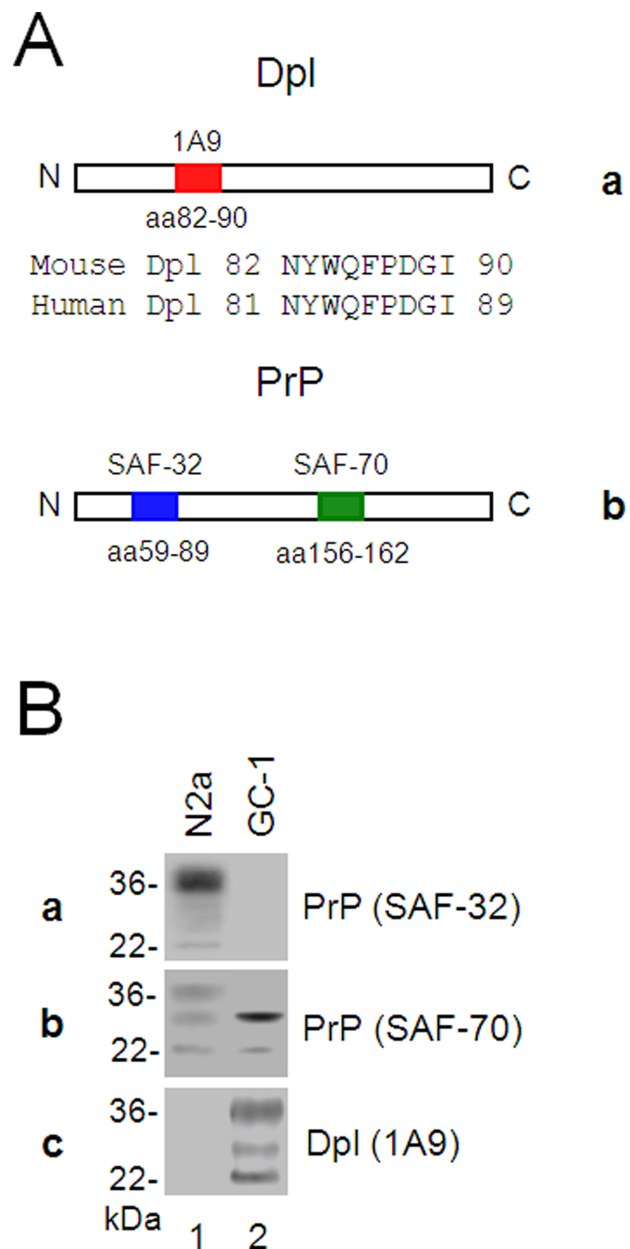 A
Dpl
1A9
N C a
aa82-90
Mouse Dpl 82 NYWQFPDGI 90
Human Dpl 81 NYWQFPDGI 89
PrP
SAF-32 SAF-70
N C b
aa59-89 aa156-162
B
N2a GC-1
36-
a PrP (SAF-32)
22-
36-
b PrP (SAF-70)
22-
36-
c Dpl (1A9)
22-
kDa 1 2